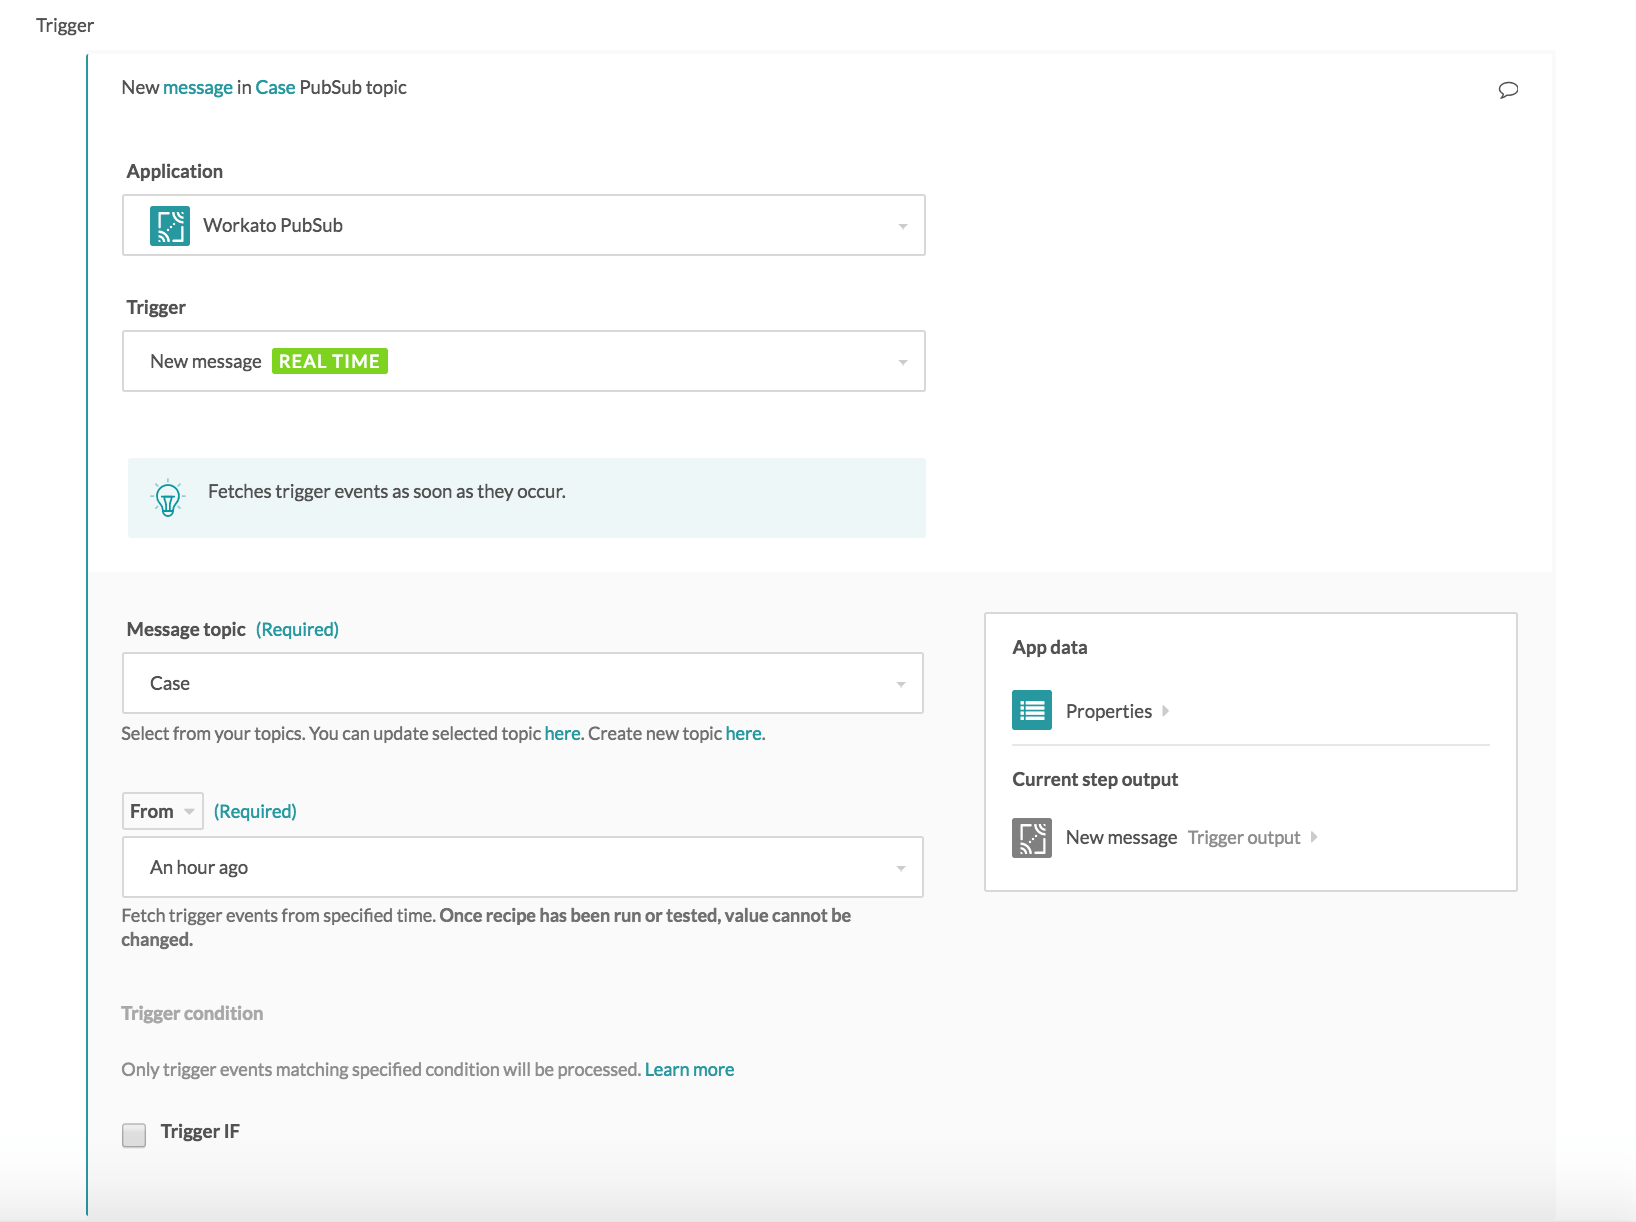 Trigger
New message in Case PubSub topic
Application
Workato PubSub
Trigger
New message REAL TIME
Fetches trigger events as soon as they occur.
Message topic (Required)
Case
Select from your topics. You can update selected topic here. Create new topic here.
From (Required)
An hour ago
Fetch trigger events from specified time. Once recipe has been run or tested, value cannot be
changed.
Trigger condition
Only trigger events matching specified condition will be processed. Learn more
Trigger IF
App data
Properties
Current step output
New message Trigger output